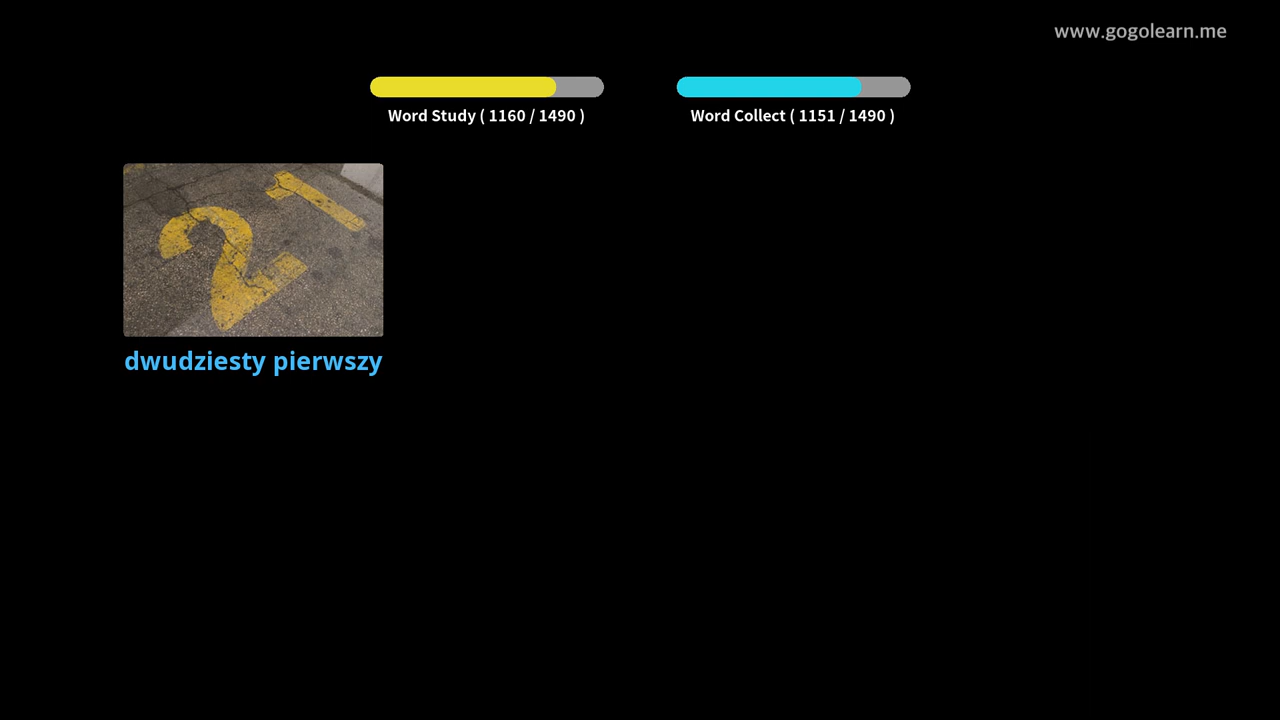 www.gogolearn.me
Word Study ( 1160 / 1490 )
Word Collect ( 1151 / 1490 )
21
dwudziesty pierwszy